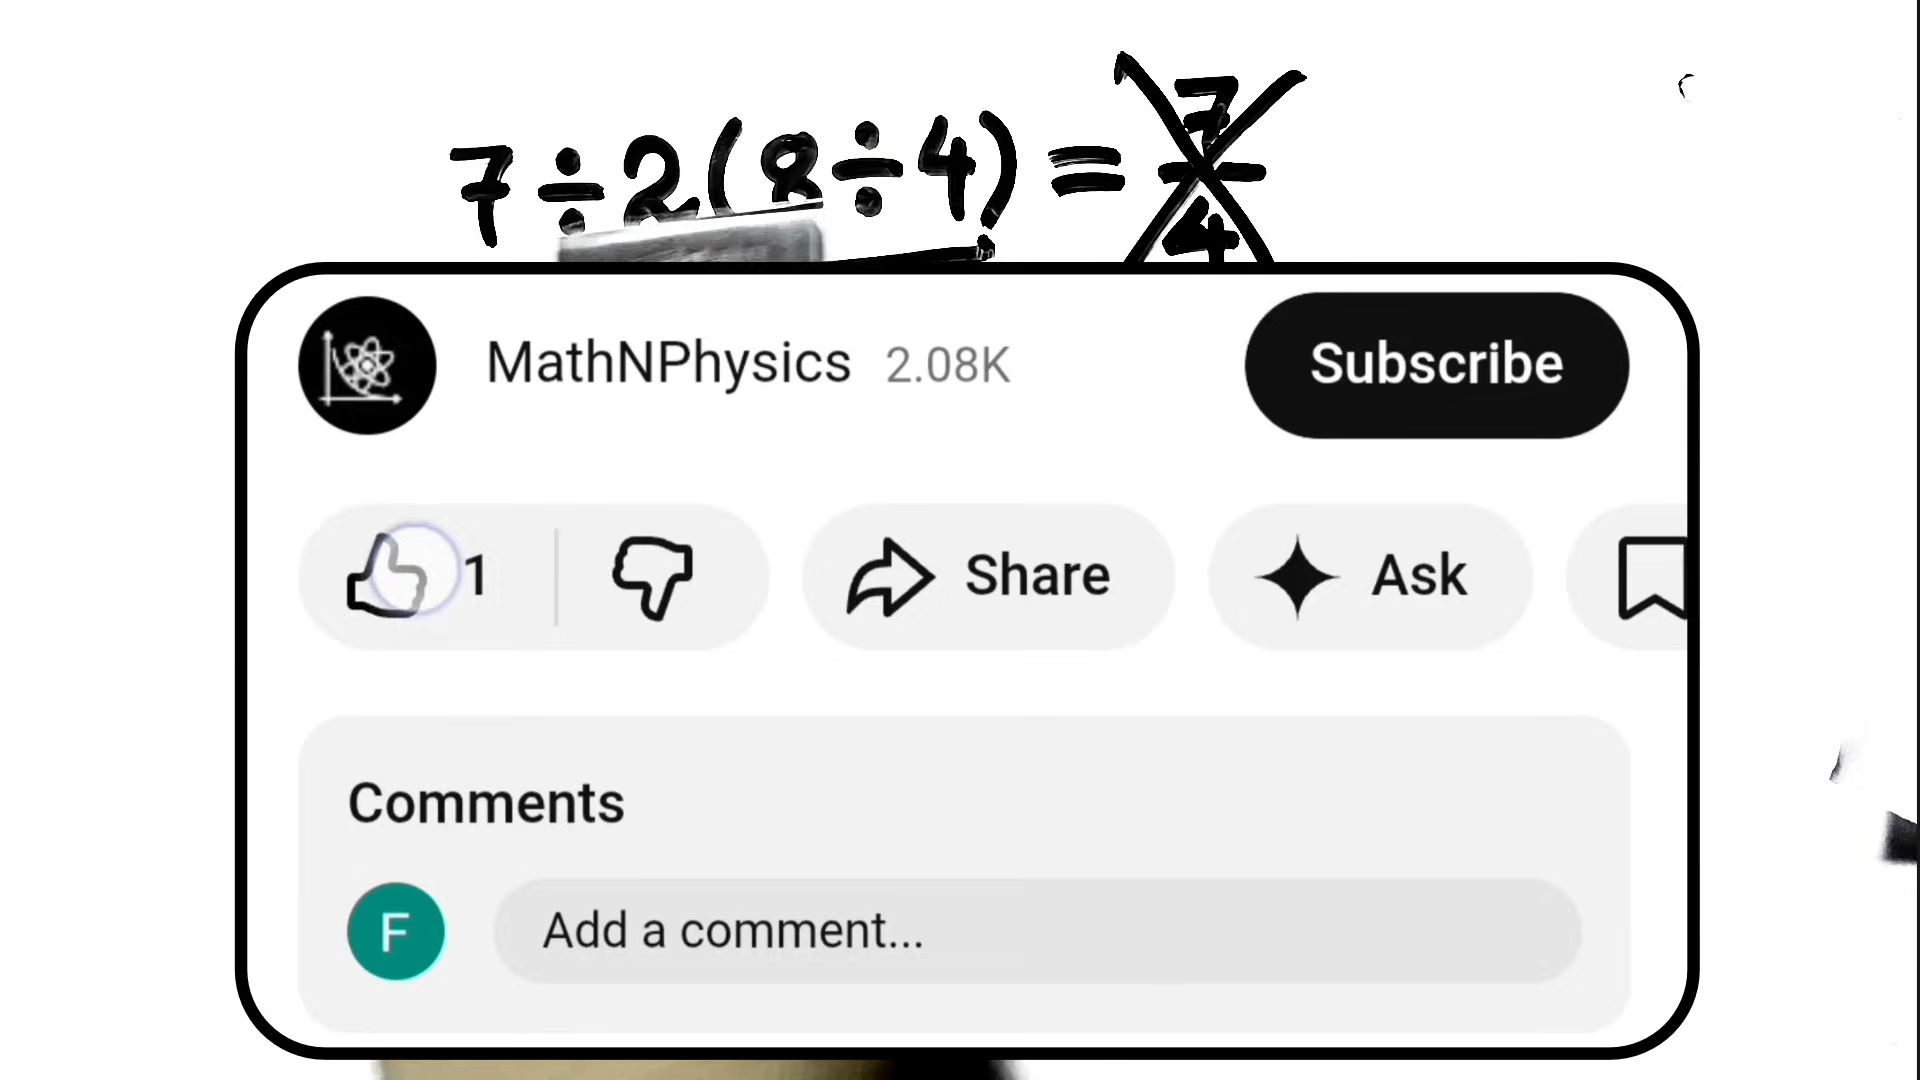 7÷2(8÷4)=7/4
MathNPhysics 2.08K Subscribe
1 Share Ask
Comments
F Add a comment...